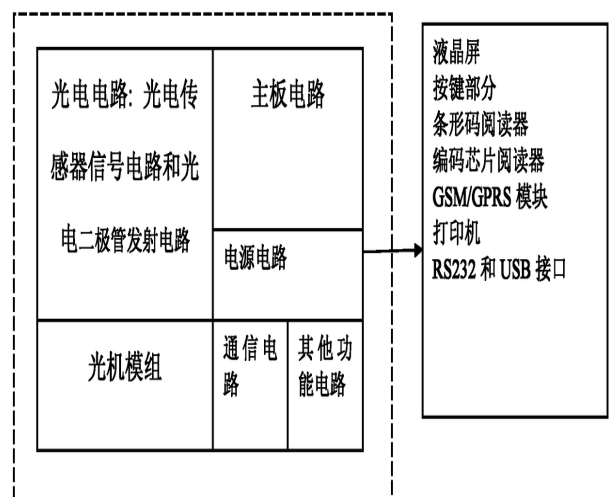 光电电路: 光电传
感器信号电路和光
电二极管发射电路
主板电路
电源电路
光机模组
通信电
路
其他功
能电路
液晶屏
按键部分
条形码阅读器
编码芯片阅读器
GSM/GPRS 模块
打印机
RS232 和 USB 接口